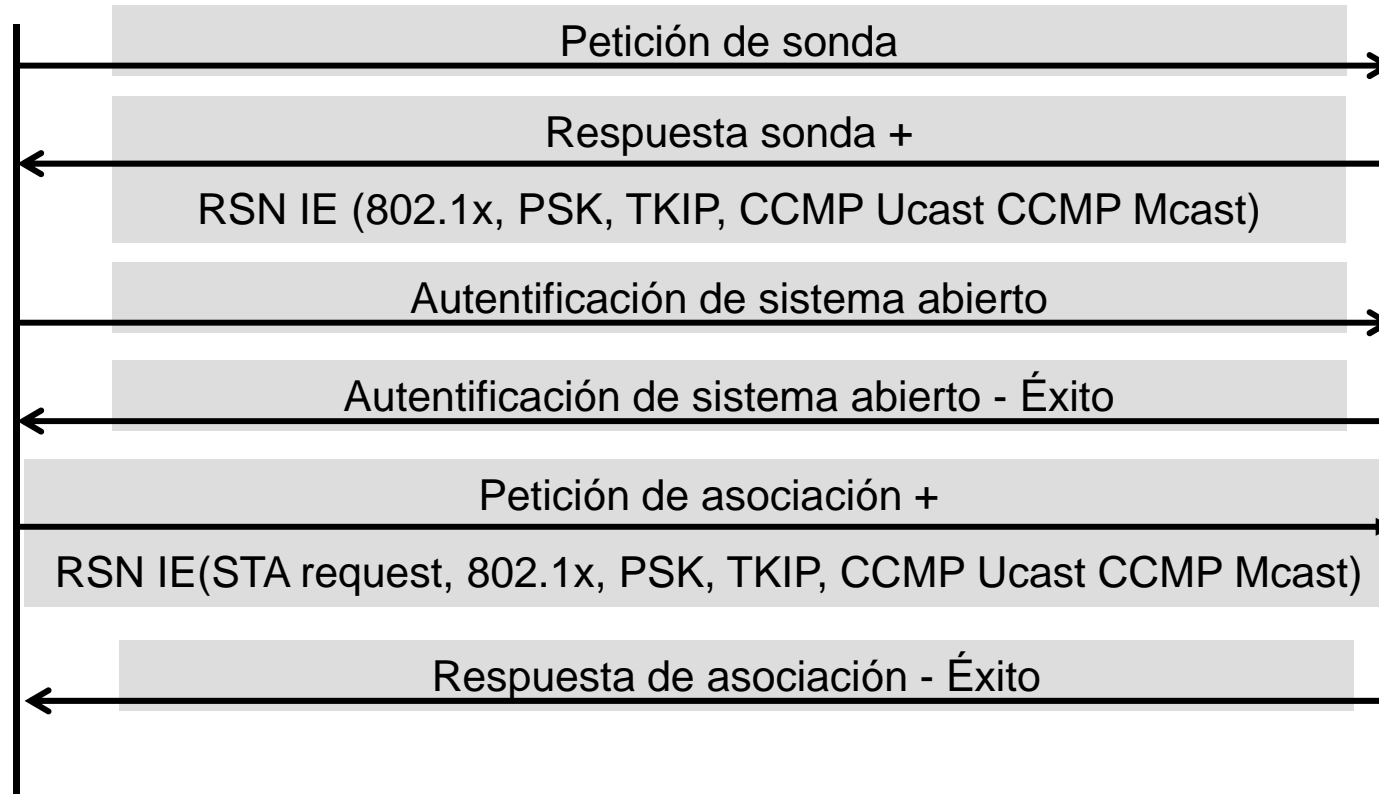 Petición de sonda
Respuesta sonda +
RSN IE (802.1x, PSK, TKIP, CCMP Ucast CCMP Mcast)
Autentificación de sistema abierto
Autentificación de sistema abierto - Éxito
Petición de asociación +
RSN IE(STA request, 802.1x, PSK, TKIP, CCMP Ucast CCMP Mcast)
Respuesta de asociación - Éxito